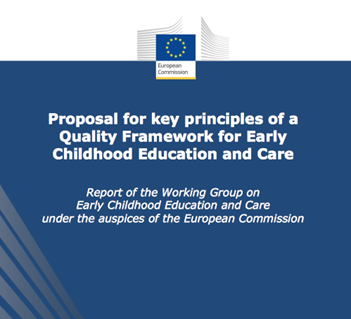 European
Commission
Proposal for key principles of a
Quality Framework for Early
Childhood Education and Care
Report of the Working Group on
Early Childhood Education and Care
under the auspices of the European Commission